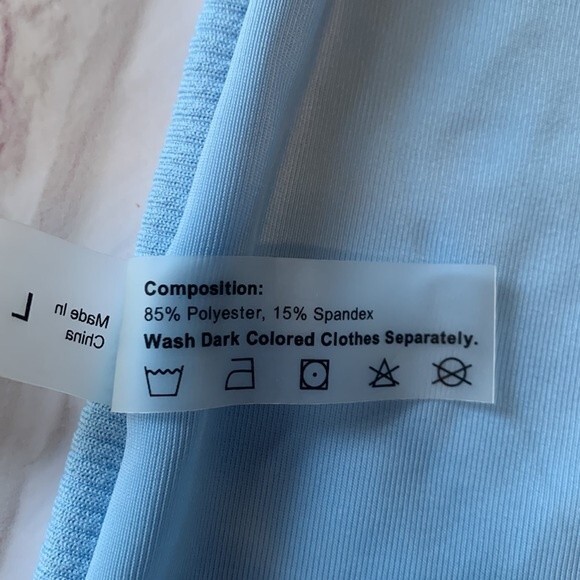 Composition:
85% Polyester, 15% Spandex
Wash Dark Colored Clothes Separately.
L
Made In
China